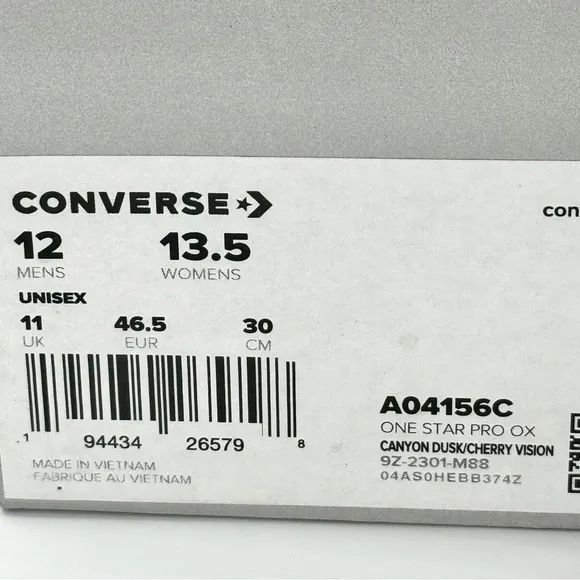 CONVERSE
con
12 13.5
MENS WOMENS
UNISEX
11 46.5 30
UK EUR CM
1 94434 26579 8
MADE IN VIETNAM
FABRIQUE AU VIETNAM
A04156C
ONE STAR PRO OX
CANYON DUSK/CHERRY VISION
9Z-2301-M88
04AS0HEBB374Z